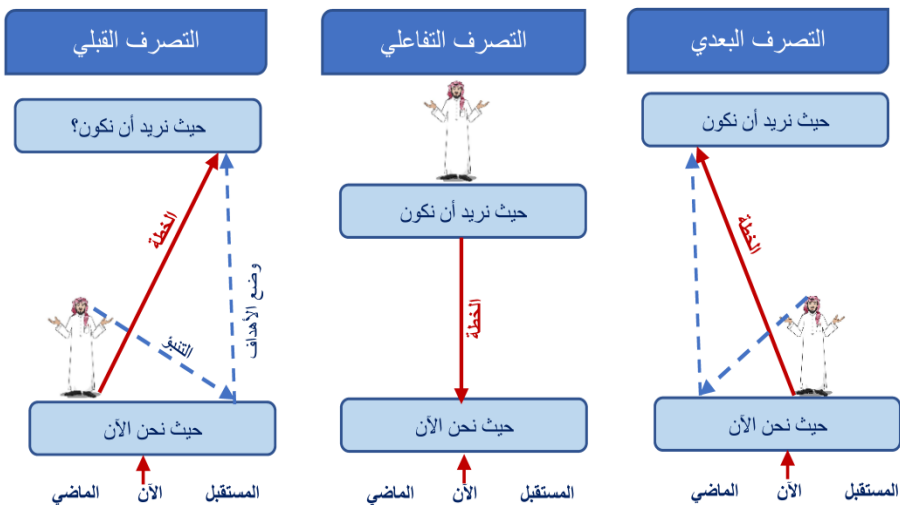 التصرف البعدي
حيث نريد أن نكون
الخطة
حيث نحن الآن
الماضي الآن المستقبل
التصرف التفاعلي
حيث نريد أن نكون
الخطة
حيث نحن الآن
الماضي الآن المستقبل
التصرف القبلي
حيث نريد أن نكون؟
الخطة
وضع الأهداف
التنبؤ
حيث نحن الآن
الماضي الآن المستقبل